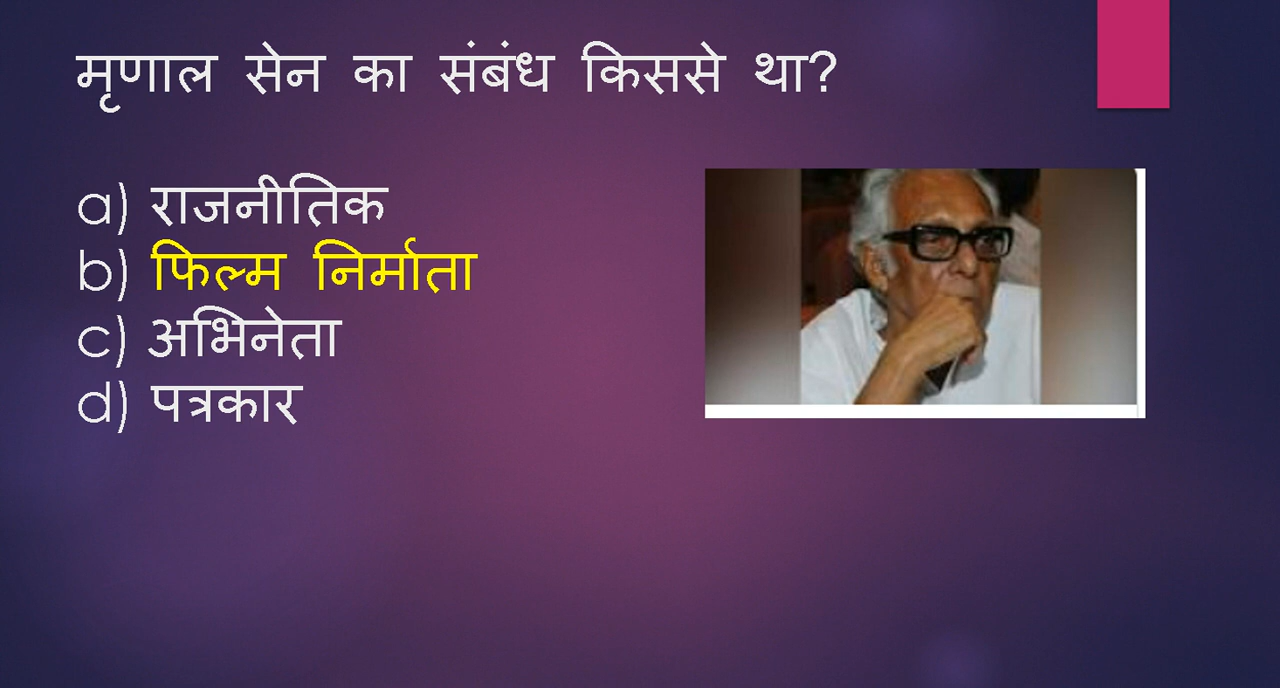 मृणाल सेन का संबंध किससे था?
a) राजनीतिक
b) फिल्म निर्माता
c) अभिनेता
d) पत्रकार